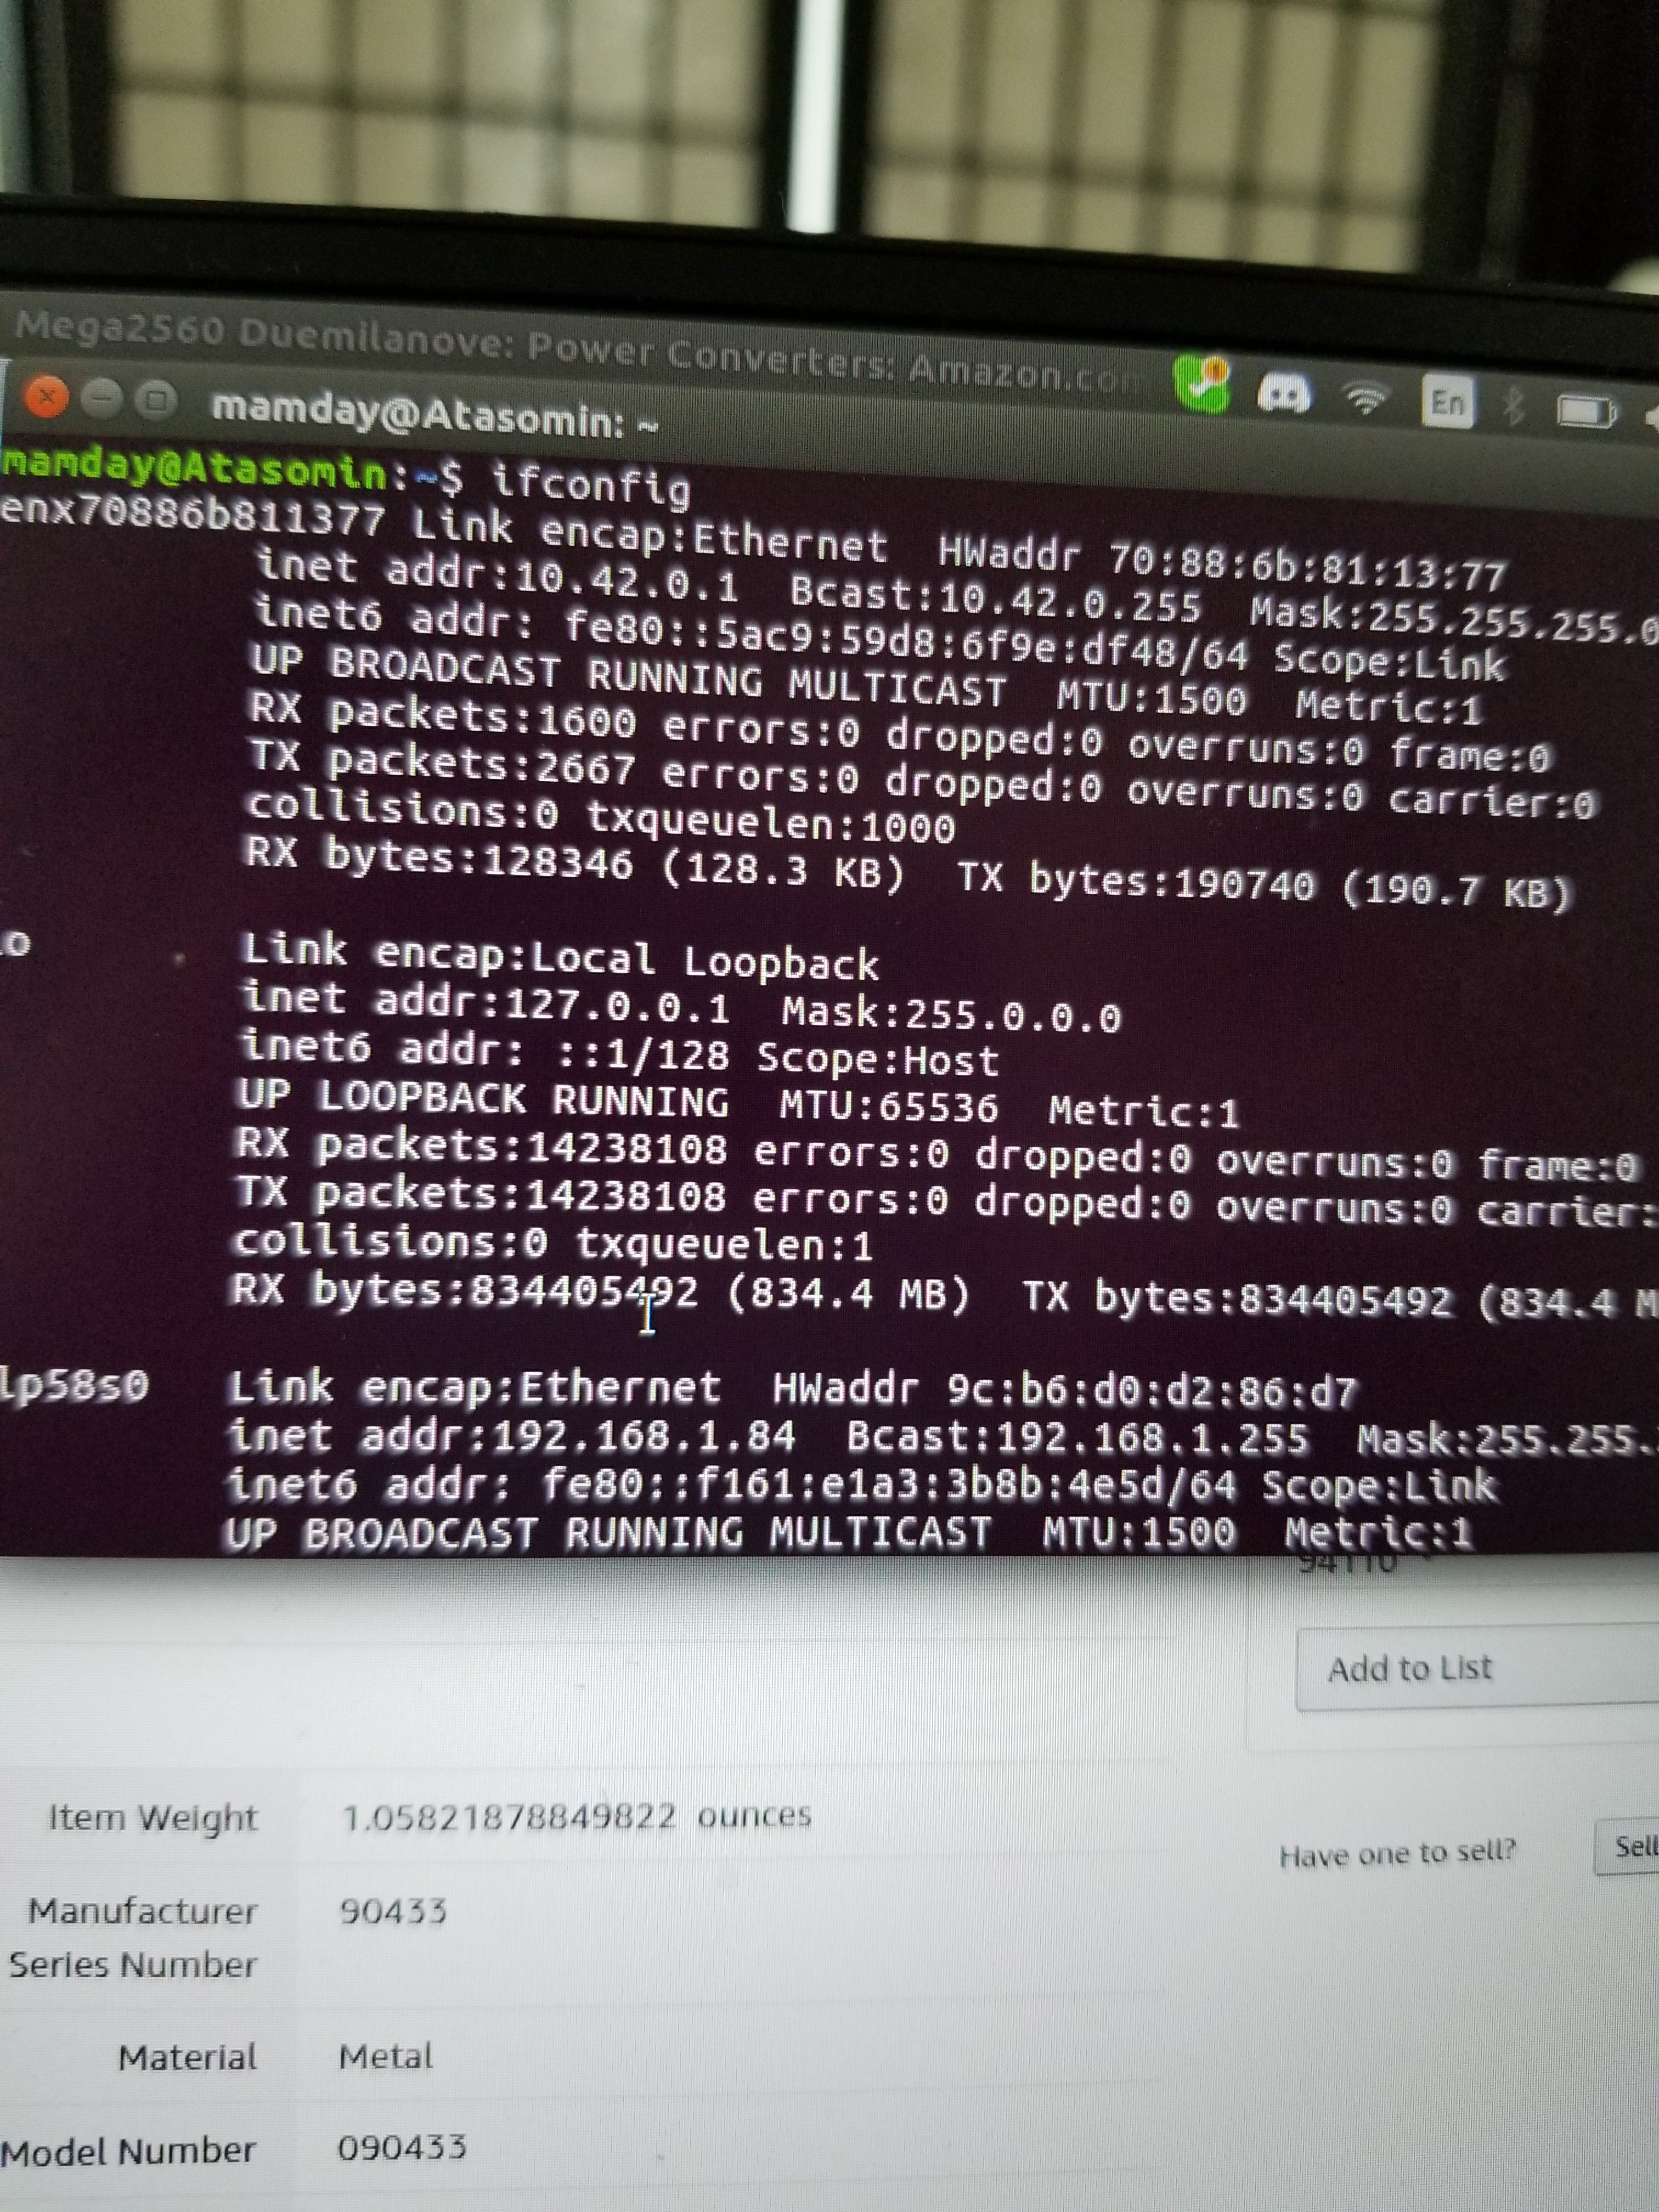 Mega2560 Duemilanove: Power Converters: Amazon.com
En
mamday@Atasomin: ~
mamday@Atasomin:~$ ifconfig
enx70886b811377 Link encap:Ethernet  HWaddr 70:88:6b:81:13:77
inet addr:10.42.0.1  Bcast:10.42.0.255  Mask:255.255.255.0
inet6 addr: fe80::5ac9:59d8:6f9e:df48/64 Scope:Link
UP BROADCAST RUNNING MULTICAST  MTU:1500  Metric:1
RX packets:1600 errors:0 dropped:0 overruns:0 frame:0
TX packets:2667 errors:0 dropped:0 overruns:0 carrier:0
collisions:0 txqueuelen:1000
RX bytes:128346 (128.3 KB)  TX bytes:190740 (190.7 KB)
lo Link encap:Local Loopback
inet addr:127.0.0.1  Mask:255.0.0.0
inet6 addr: ::1/128 Scope:Host
UP LOOPBACK RUNNING  MTU:65536  Metric:1
RX packets:14238108 errors:0 dropped:0 overruns:0 frame:0
TX packets:14238108 errors:0 dropped:0 overruns:0 carrier:
collisions:0 txqueuelen:1
RX bytes:834405492 (834.4 MB)  TX bytes:834405492 (834.4 M
lp58s0 Link encap:Ethernet  HWaddr 9c:b6:d0:d2:86:d7
inet addr:192.168.1.84  Bcast:192.168.1.255  Mask:255.255.
inet6 addr: fe80::f161:e1a3:3b8b:4e5d/64 Scope:Link
UP BROADCAST RUNNING MULTICAST  MTU:1500  Metric:1
94110
Add to List
Item Weight 1.05821878849822 ounces
Have one to sell? Sell
Manufacturer 90433
Series Number
Material Metal
Model Number 090433